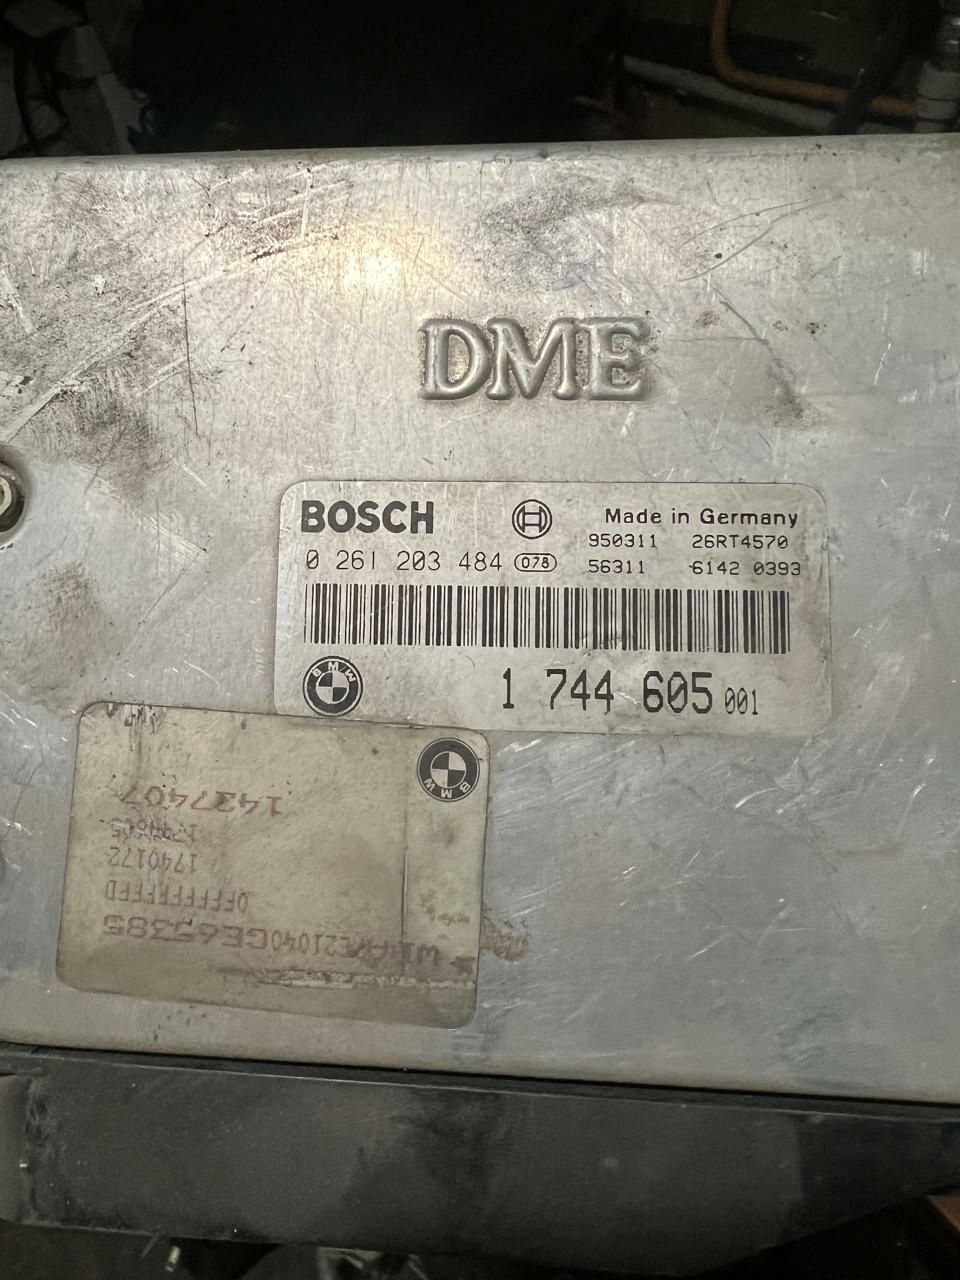 DME
BOSCH
Made in Germany
950311 26RT4570
0 261 203 484 078
56311 6142 0393
BMW
1 744 605 001
BMW
1437407
1740172
0FFFFFFFFD